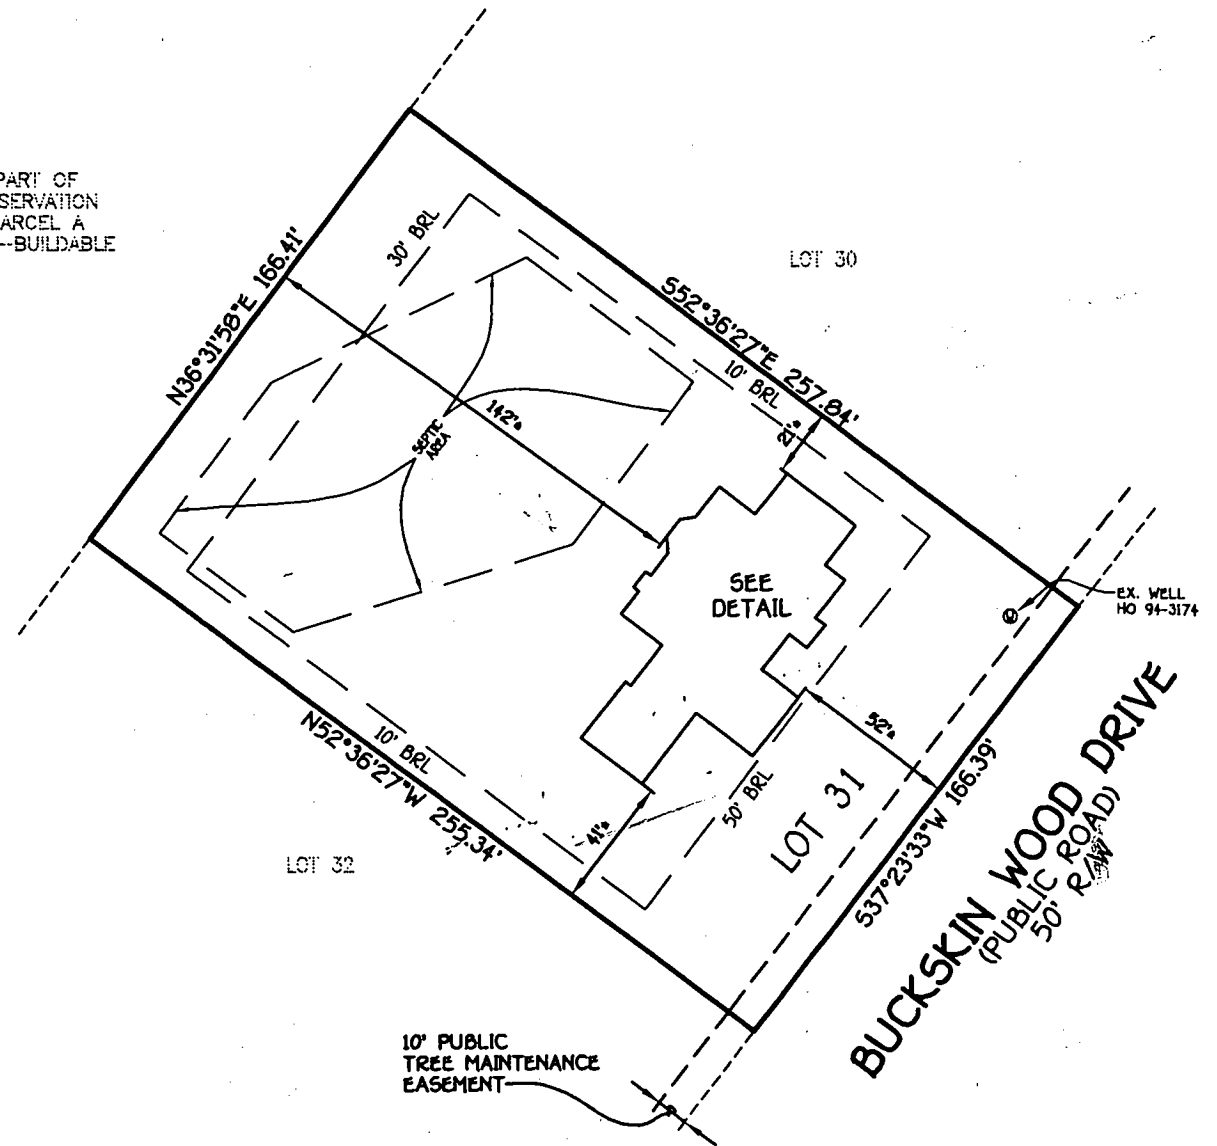 PART OF
SERVATION
ARCEL A
--BUILDABLE
LOT 30
30' BRL
N36°31'58"E 166.41'
S52°36'27"E 257.84'
10' BRL
21'±
142'±
SEPTIC
AREA
SEE
DETAIL
EX. WELL
HO 94-3174
52'±
50' BRL
LOT 31
N52°36'27"W 255.34'
10' BRL
41'±
LOT 32
S37°23'33"W 166.39'
BUCKSKIN WOOD DRIVE
(PUBLIC ROAD)
50' R/W
10' PUBLIC
TREE MAINTENANCE
EASEMENT